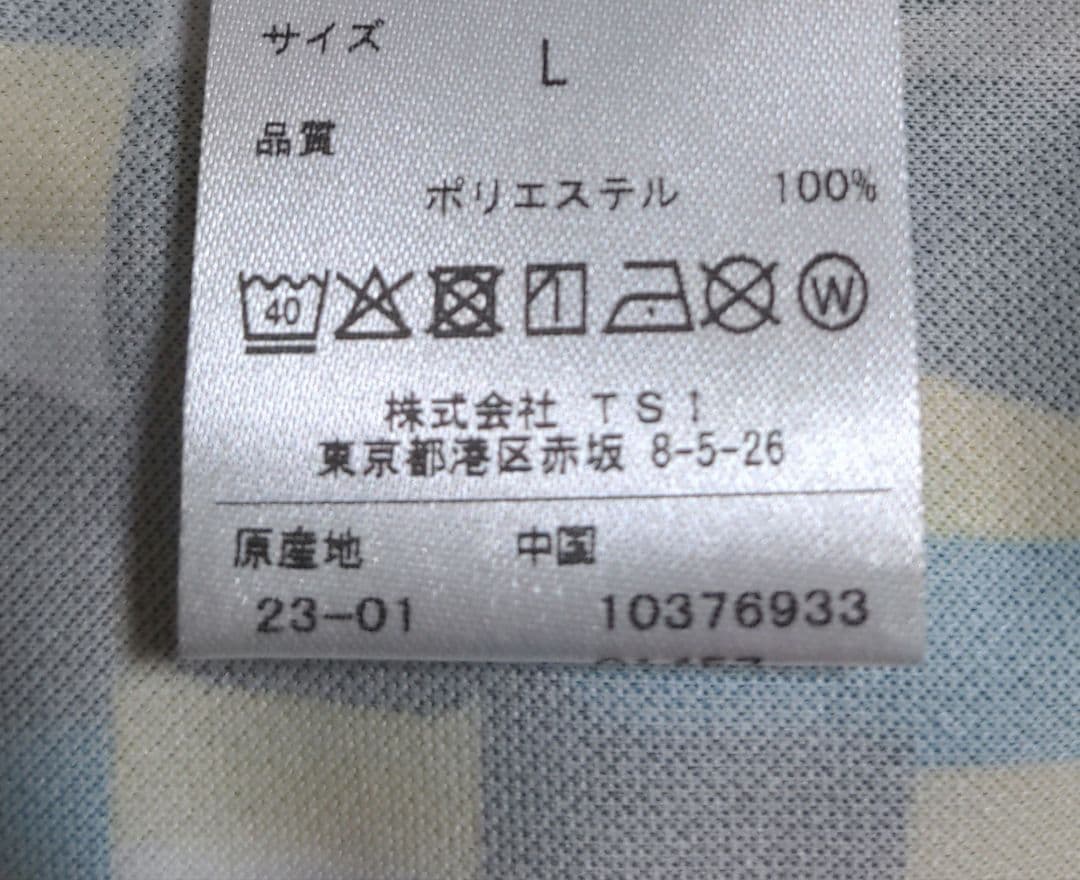 サイズ
L
品質
ポリエステル 100%
40
W
株式会社 TSI
東京都港区赤坂 8-5-26
原産地 中国
23-01 10376933